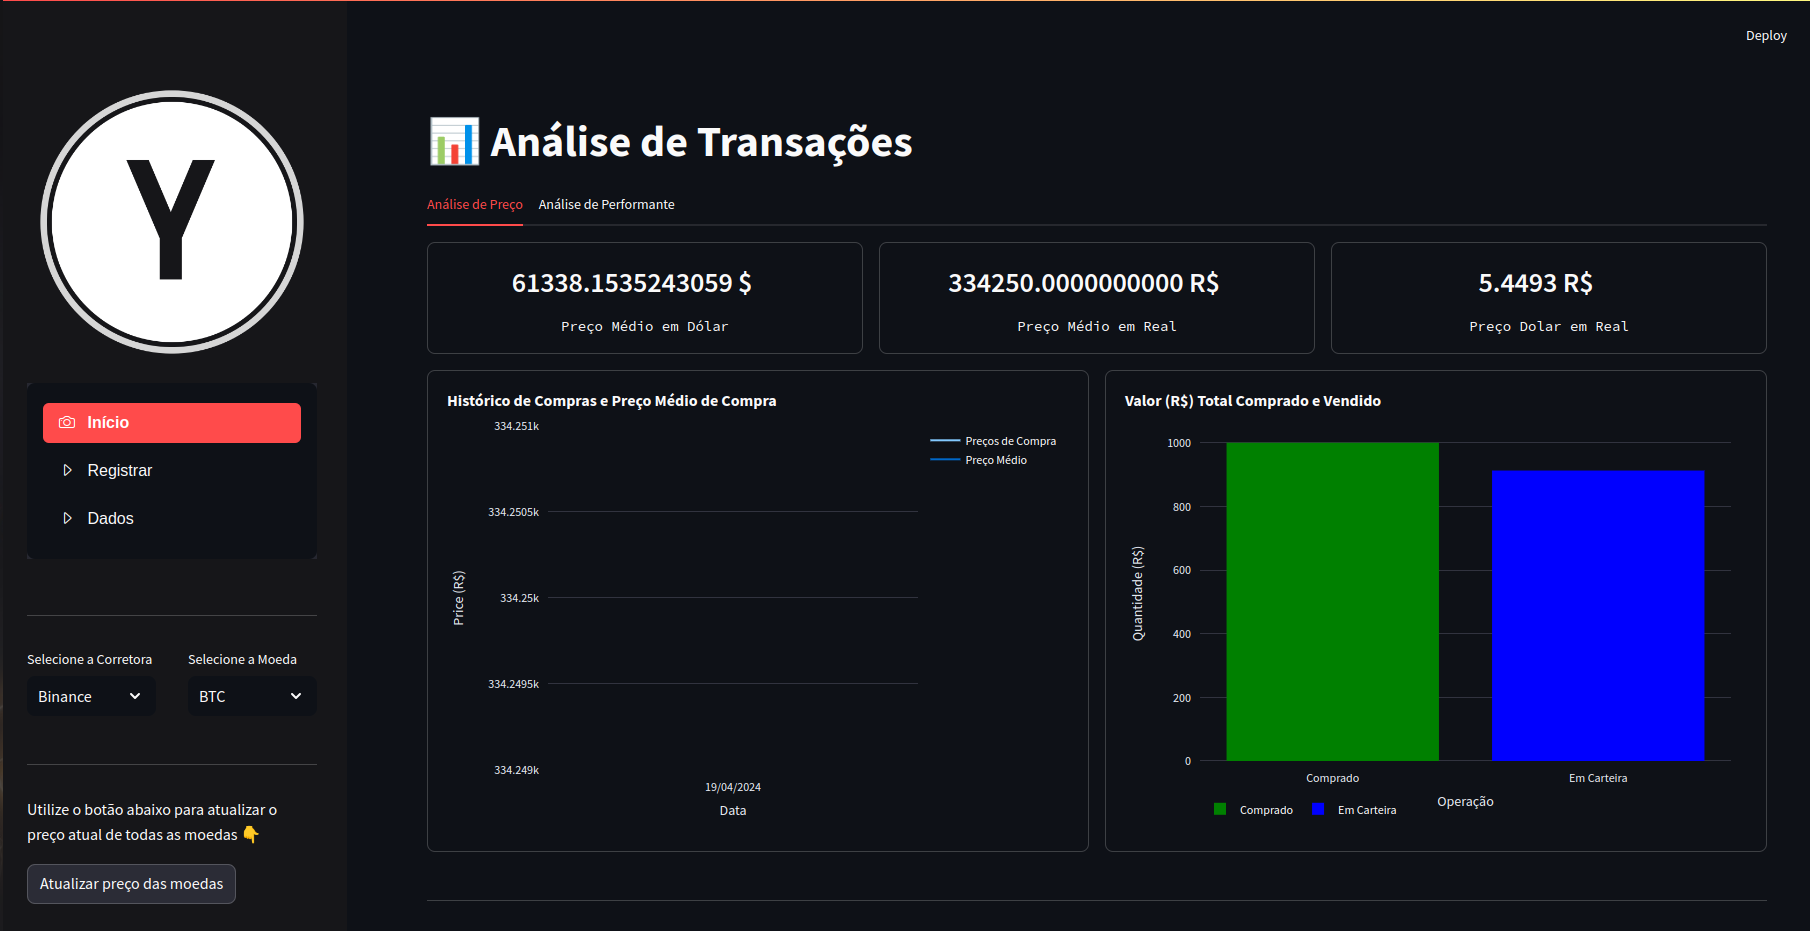 Deploy
Y
Início
Registrar
Dados
Selecione a Corretora
Selecione a Moeda
Binance
BTC
Utilize o botão abaixo para atualizar o
preço atual de todas as moedas 👇
Atualizar preço das moedas
📊 Análise de Transações
Análise de Preço
Análise de Performante
61338.1535243059 $
Preço Médio em Dólar
334250.0000000000 R$
Preço Médio em Real
5.4493 R$
Preço Dolar em Real
Histórico de Compras e Preço Médio de Compra
334.251k
334.2505k
334.25k
334.2495k
334.249k
Price (R$)
19/04/2024
Data
Preços de Compra
Preço Médio
Valor (R$) Total Comprado e Vendido
1000
800
600
400
200
0
Quantidade (R$)
Comprado
Em Carteira
Operação
Comprado
Em Carteira